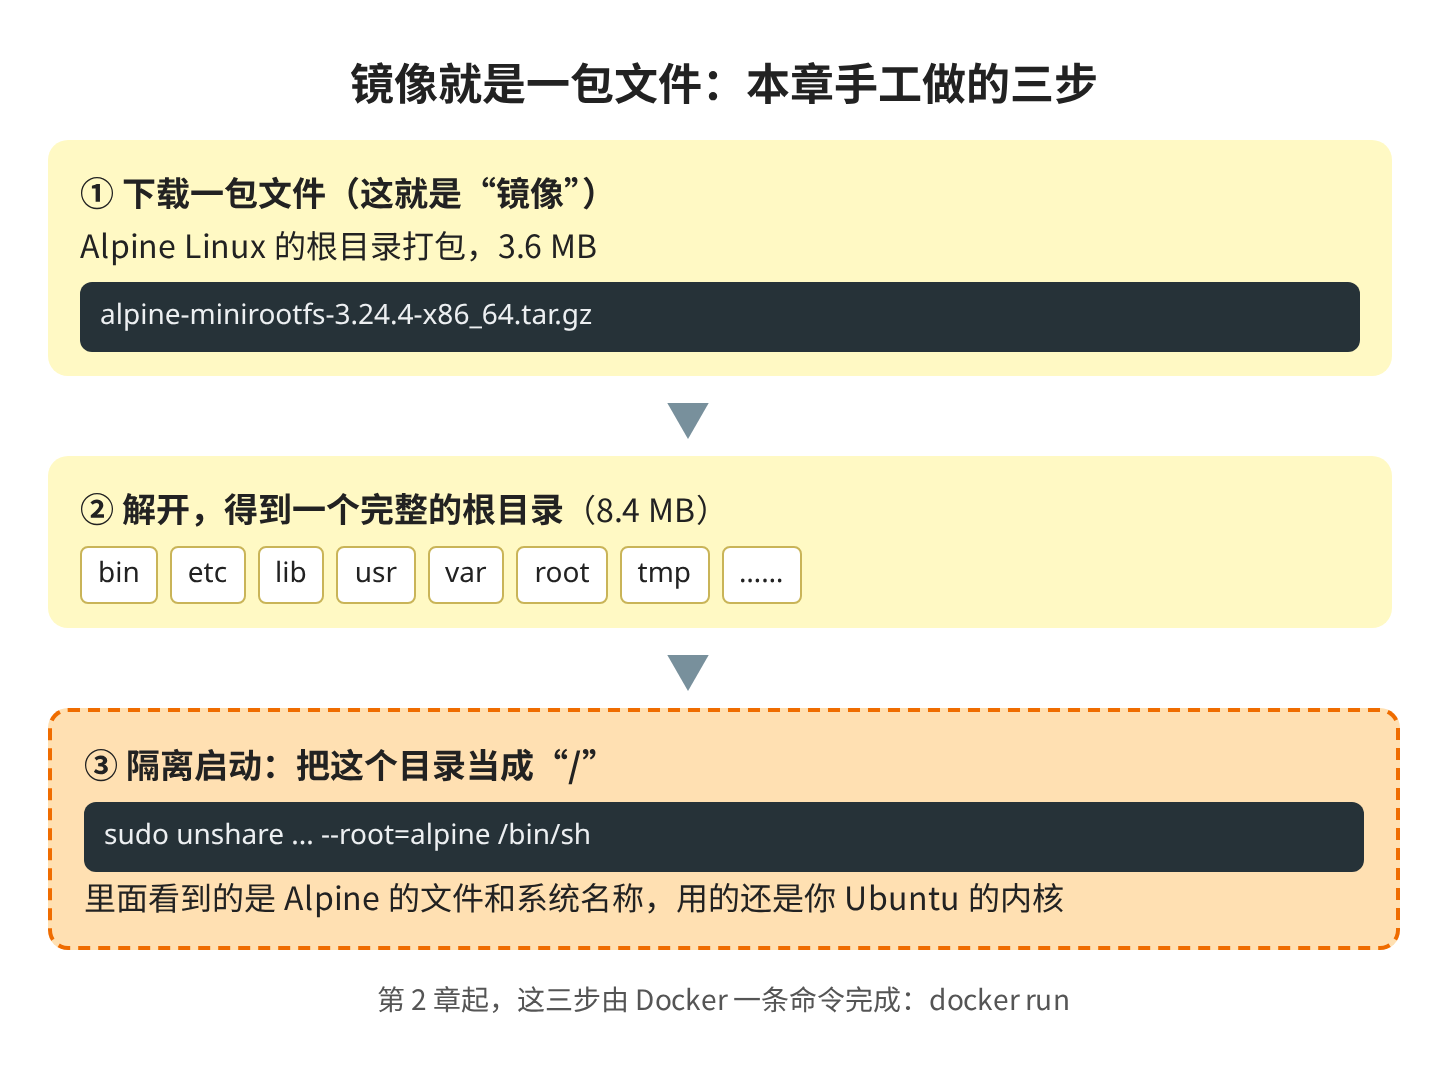 镜像就是一包文件：本章手工做的三步
① 下载一包文件（这就是“镜像”）
Alpine Linux 的根目录打包，3.6 MB
alpine-minirootfs-3.24.4-x86_64.tar.gz
② 解开，得到一个完整的根目录（8.4 MB）
bin etc lib usr var root tmp ……
③ 隔离启动：把这个目录当成“/”
sudo unshare … --root=alpine /bin/sh
里面看到的是 Alpine 的文件和系统名称，用的还是你 Ubuntu 的内核
第 2 章起，这三步由 Docker 一条命令完成：docker run